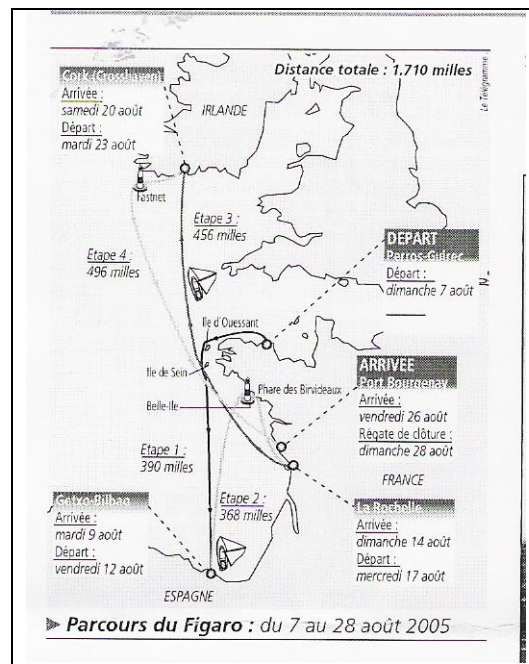 Distance totale : 1.710 milles
Le Télégramme
Cork (Crosshaven)
Arrivée :
samedi 20 août
Départ :
mardi 23 août
IRLANDE
Fastnet
Etape 3 :
456 milles
Etape 4 :
496 milles
DEPART
Perros-Guirec
Départ :
dimanche 7 août
Ile d'Ouessant
Ile de Sein
Phare des Birvideaux
Belle-Ile
ARRIVEE
Port Bourgenay
Arrivée :
vendredi 26 août
Régate de clôture :
dimanche 28 août
FRANCE
Etape 1 :
390 milles
Etape 2 :
368 milles
Getxo-Bilbao
Arrivée :
mardi 9 août
Départ :
vendredi 12 août
La Rochelle
Arrivée :
dimanche 14 août
Départ :
mercredi 17 août
ESPAGNE
Parcours du Figaro : du 7 au 28 août 2005